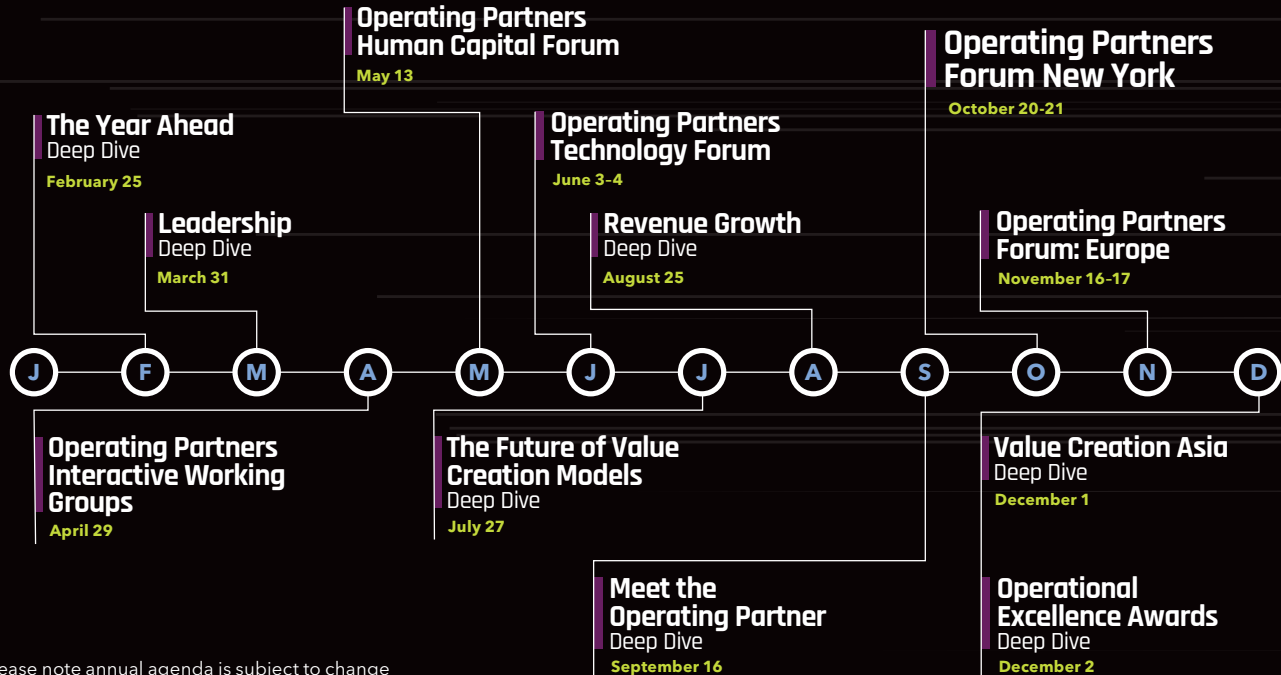 Operating Partners
Human Capital Forum
May 13
Operating Partners
Forum New York
October 20-21
The Year Ahead
Deep Dive
February 25
Operating Partners
Technology Forum
June 3-4
Leadership
Deep Dive
March 31
Revenue Growth
Deep Dive
August 25
Operating Partners
Forum: Europe
November 16-17
J F M A M J J A S O N D
Operating Partners
Interactive Working
Groups
April 29
The Future of Value
Creation Models
Deep Dive
July 27
Value Creation Asia
Deep Dive
December 1
Meet the
Operating Partner
Deep Dive
September 16
Operational
Excellence Awards
Deep Dive
December 2
ease note annual agenda is subject to change